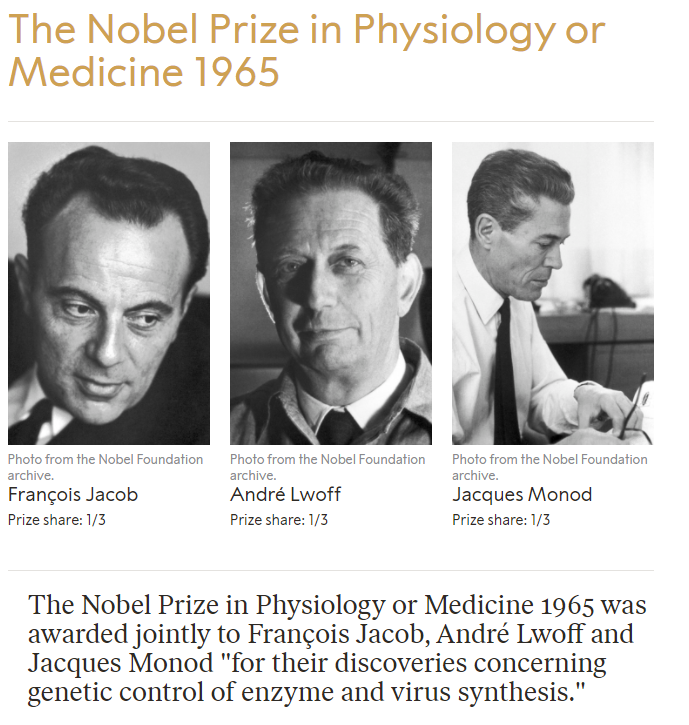 The Nobel Prize in Physiology or
Medicine 1965
Photo from the Nobel Foundation
archive.
François Jacob
Prize share: 1/3
Photo from the Nobel Foundation
archive.
André Lwoff
Prize share: 1/3
Photo from the Nobel Foundation
archive.
Jacques Monod
Prize share: 1/3
The Nobel Prize in Physiology or Medicine 1965 was
awarded jointly to François Jacob, André Lwoff and
Jacques Monod "for their discoveries concerning
genetic control of enzyme and virus synthesis."